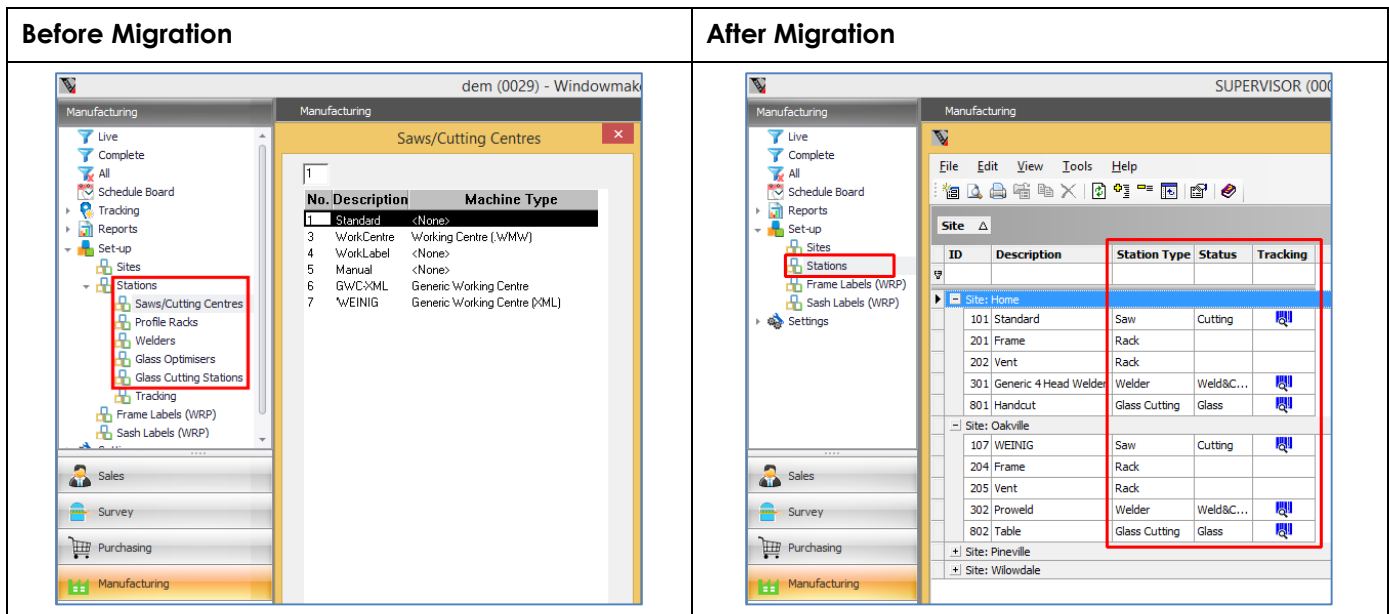 Before Migration
After Migration
dem (0029) - Windowmak
Manufacturing
Manufacturing
Live
Complete
All
Schedule Board
Tracking
Reports
Set-up
Sites
Stations
Saws/Cutting Centres
Profile Racks
Welders
Glass Optimisers
Glass Cutting Stations
Tracking
Frame Labels (WRP)
Sash Labels (WRP)
Sales
Survey
Purchasing
Manufacturing
Saws/Cutting Centres
1
No. Description Machine Type
1 Standard <None>
3 WorkCentre Working Centre (.WMW)
4 WorkLabel <None>
5 Manual <None>
6 GWC-XML Generic Working Centre
7 WEINIG Generic Working Centre (XML)
SUPERVISOR (000
Manufacturing
Manufacturing
Live
Complete
All
Schedule Board
Reports
Set-up
Sites
Stations
Frame Labels (WRP)
Sash Labels (WRP)
Settings
Sales
Survey
Purchasing
Manufacturing
File Edit View Tools Help
Site
ID Description Station Type Status Tracking
Site: Home
101 Standard Saw Cutting
201 Frame Rack
202 Vent Rack
301 Generic 4 Head Welder Welder Weld&C...
801 Handcut Glass Cutting Glass
Site: Oakville
107 WEINIG Saw Cutting
204 Frame Rack
205 Vent Rack
302 Proweld Welder Weld&C...
802 Table Glass Cutting Glass
Site: Pineville
Site: Wilowdale